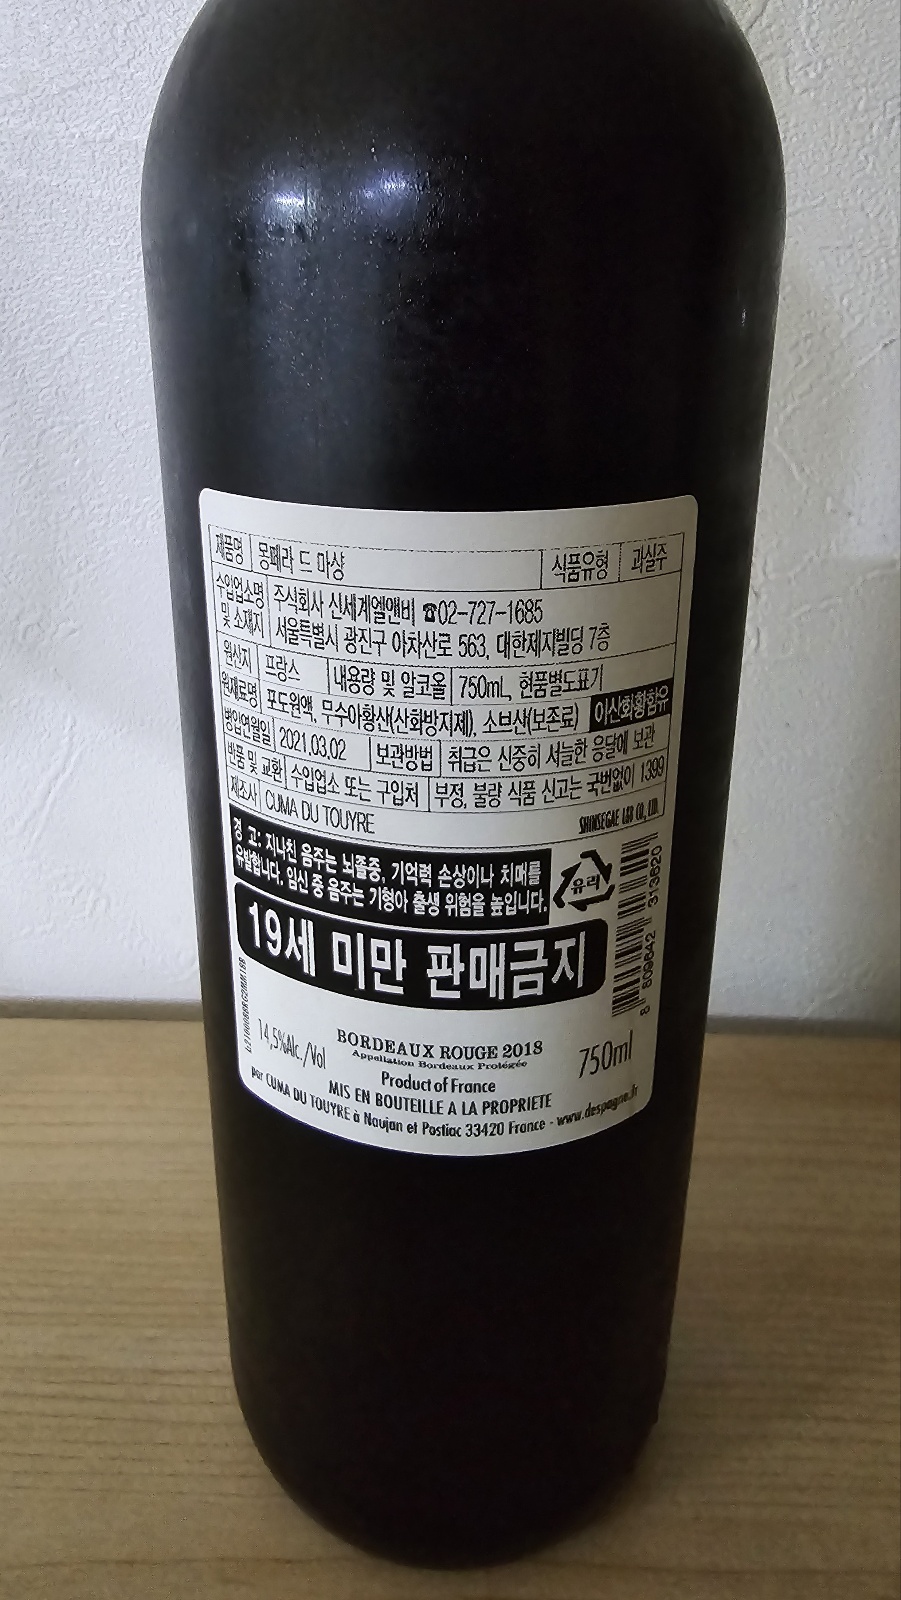 제품명 몽페라 드 마샹 식품유형 과실주
수입업소명 및 소재지 주식회사 신세계엘앤비 ☎02-727-1685
서울특별시 광진구 아차산로 563, 대한제지빌딩 7층
원산지 프랑스 내용량 및 알코올 750mL, 현품별도표기
원재료명 포도원액, 무수아황산(산화방지제), 소브산(보존료) 이산화황함유
병입연월일 2021.03.02 보관방법 취급은 신중히 서늘한 응달에 보관
반품 및 교환 수입업소 또는 구입처 부정, 불량 식품 신고는 국번없이 1399
제조사 CUMA DU TOUYRE SHINSEGAE L&B CO., LTD.
경 고: 지나친 음주는 뇌졸중, 기억력 손상이나 치매를
유발합니다. 임신 중 음주는 기형아 출생 위험을 높입니다.
유리
19세 미만 판매금지
8 809642 313620
14,5%Alc./Vol
BORDEAUX ROUGE 2018
Appellation Bordeaux Protégée
750ml
Product of France
MIS EN BOUTEILLE A LA PROPRIETE
par CUMA DU TOUYRE à Naujan et Postiac 33420 France - www.despagne.fr